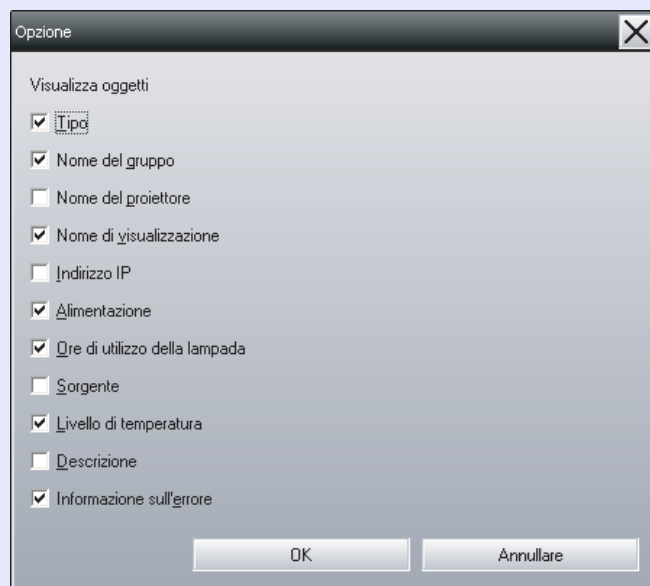 Opzione
Visualizza oggetti
Tipo
Nome del gruppo
Nome del proiettore
Nome di visualizzazione
Indirizzo IP
Alimentazione
Ore di utilizzo della lampada
Sorgente
Livello di temperatura
Descrizione
Informazione sull'errore
OK Annullare